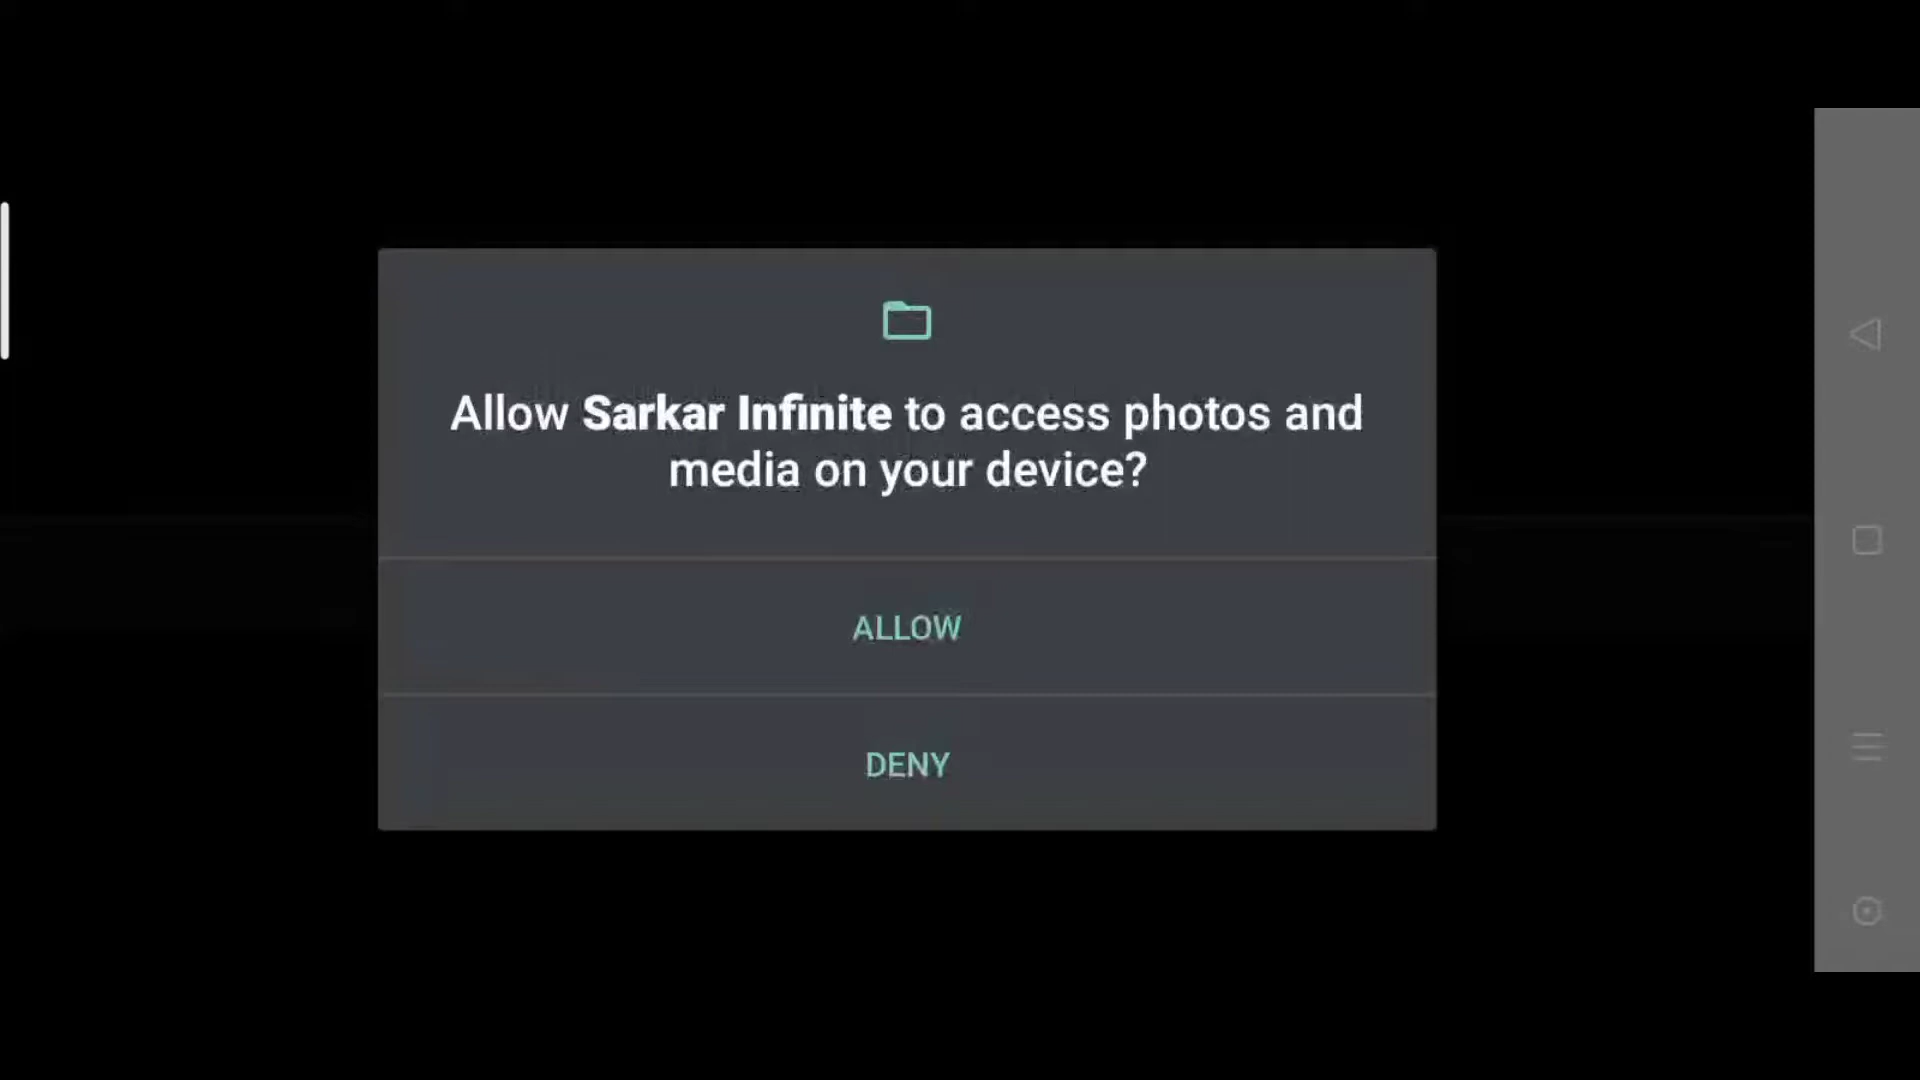 Allow Sarkar Infinite to access photos and
media on your device?
ALLOW
DENY